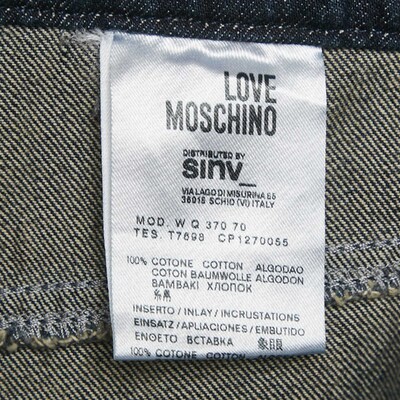 LOVE
MOSCHINO
DISTRIBUTED BY
sinv_
VIA LAGO DI MISURINA 55
36015 SCHIO (VI) ITALY
MOD. W Q 370 70
TES. T7698 CP1270055
100% COTONE COTTON ALGODAO
COTON BAUMWOLLE ALGODON
BAMBAKI ХЛОПОК
INSERTO / INLAY / INCRUSTATIONS
EINSATZ / APLIACIONES / EMBUTIDO
ΕΝΘΕΤΟ ВСТАВКА
100% COTONE COTTON